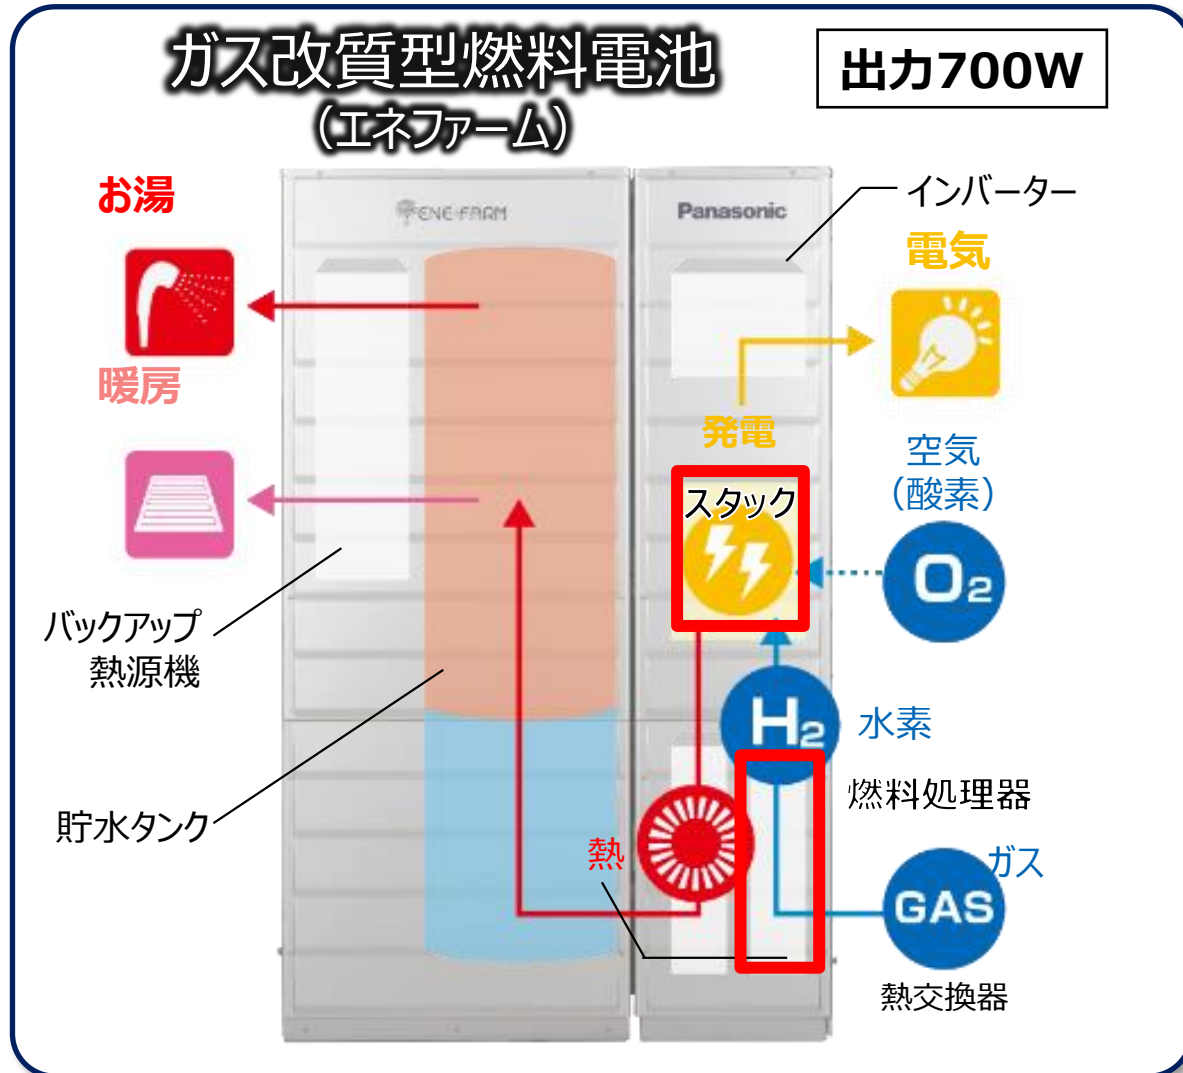 ガス改質型燃料電池
（エネファーム）
出力700W
お湯
ENE・FARM
Panasonic
インバーター
電気
暖房
発電
空気
（酸素）
スタック
O2
バックアップ
熱源機
H2
水素
燃料処理器
貯水タンク
熱
ガス
GAS
熱交換器